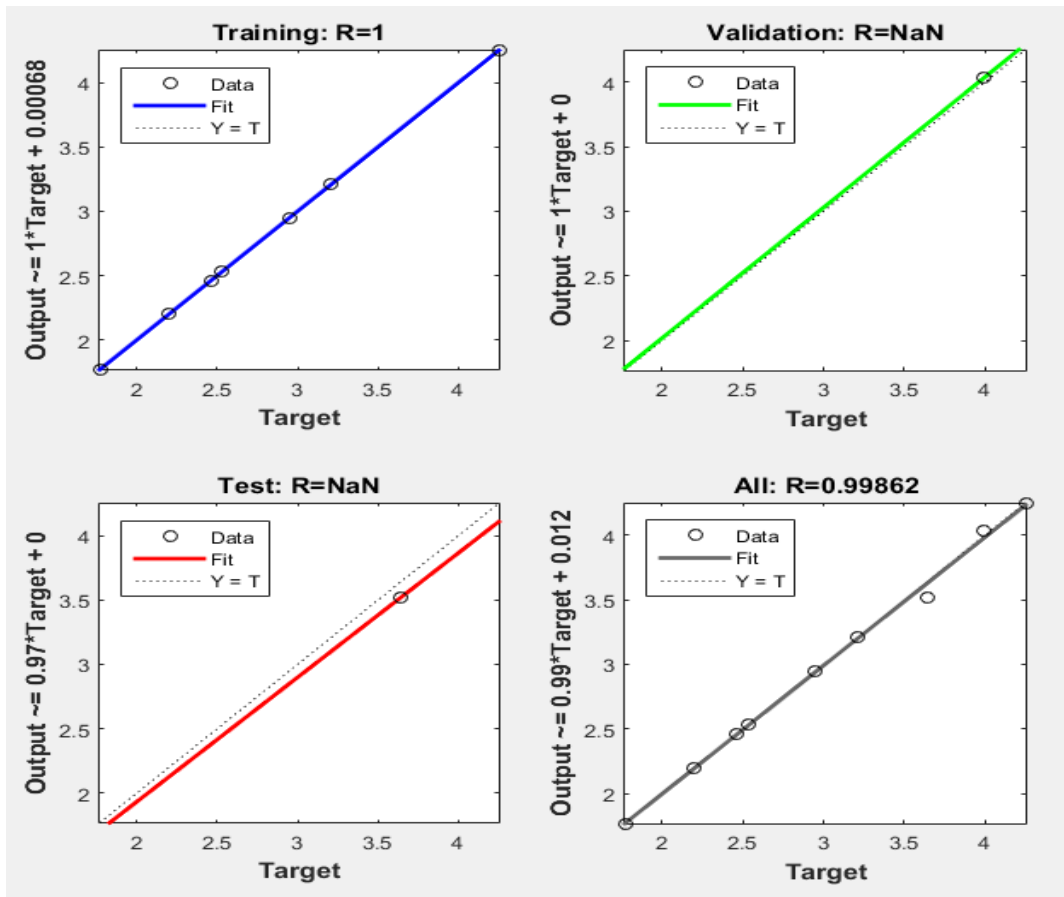 Training: R=1
Output ~= 1*Target + 0.00068
4
3.5
3
2.5
2
Data
Fit
Y = T
2
2.5
3
3.5
4
Target
Validation: R=NaN
Output ~= 1*Target + 0
4
3.5
3
2.5
2
Data
Fit
Y = T
2
2.5
3
3.5
4
Target
Test: R=NaN
Output ~= 0.97*Target + 0
4
3.5
3
2.5
2
Data
Fit
Y = T
2
2.5
3
3.5
4
Target
All: R=0.99862
Output ~= 0.99*Target + 0.012
4
3.5
3
2.5
2
Data
Fit
Y = T
2
2.5
3
3.5
4
Target